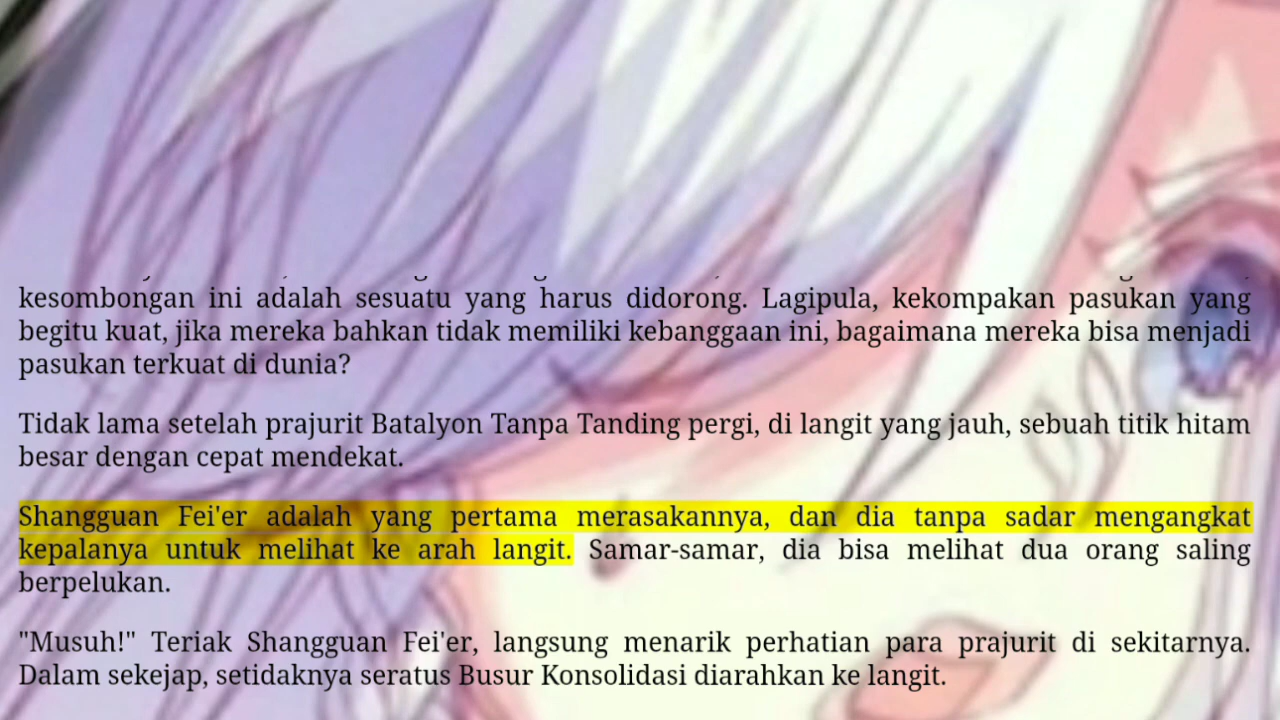 kesombongan ini adalah sesuatu yang harus didorong. Lagipula, kekompakan pasukan yang
begitu kuat, jika mereka bahkan tidak memiliki kebanggaan ini, bagaimana mereka bisa menjadi
pasukan terkuat di dunia?
Tidak lama setelah prajurit Batalyon Tanpa Tanding pergi, di langit yang jauh, sebuah titik hitam
besar dengan cepat mendekat.
Shangguan Fei'er adalah yang pertama merasakannya, dan dia tanpa sadar mengangkat
kepalanya untuk melihat ke arah langit. Samar-samar, dia bisa melihat dua orang saling
berpelukan.
"Musuh!" Teriak Shangguan Fei'er, langsung menarik perhatian para prajurit di sekitarnya.
Dalam sekejap, setidaknya seratus Busur Konsolidasi diarahkan ke langit.